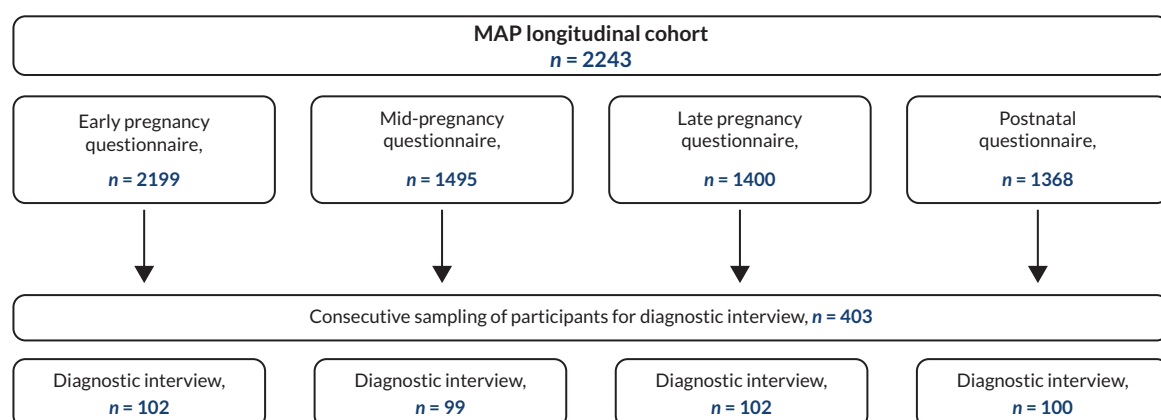 MAP longitudinal cohort
n = 2243
Early pregnancy
questionnaire,
n = 2199
Mid-pregnancy
questionnaire,
n = 1495
Late pregnancy
questionnaire,
n = 1400
Postnatal
questionnaire,
n = 1368
Consecutive sampling of participants for diagnostic interview, n = 403
Diagnostic interview,
n = 102
Diagnostic interview,
n = 99
Diagnostic interview,
n = 102
Diagnostic interview,
n = 100